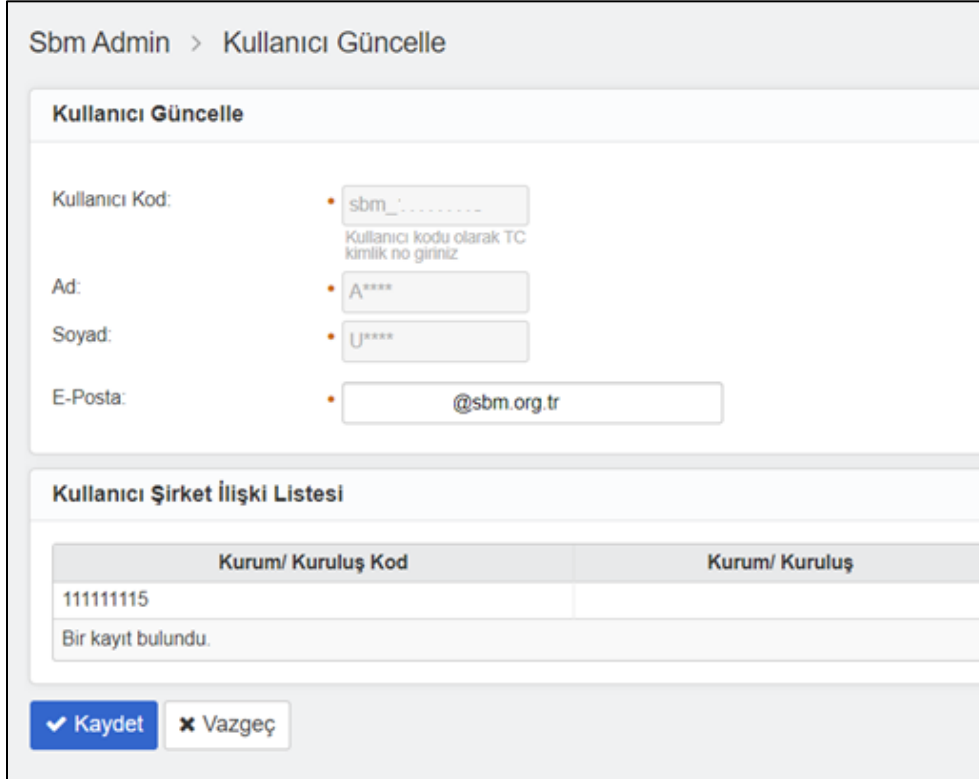 Sbm Admin > Kullanıcı Güncelle
Kullanıcı Güncelle
Kullanıcı Kod: • sbm_
Kullanıcı kodu olarak TC
kimlik no giriniz
Ad: • A****
Soyad: • U****
E-Posta: • @sbm.org.tr
Kullanıcı Şirket İlişki Listesi
Kurum/ Kuruluş Kod Kurum/ Kuruluş
111111115
Bir kayıt bulundu.
✔ Kaydet ✖ Vazgeç